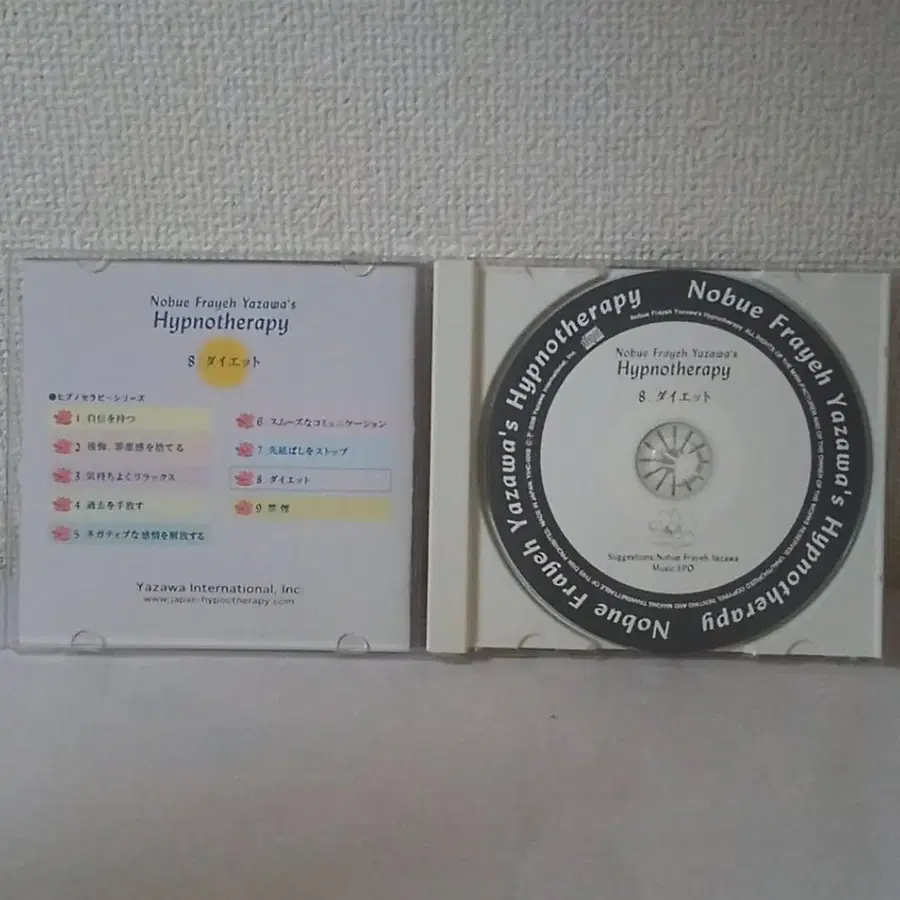 Nobue Frayeh Yazawa's
Hypnotherapy
8 ダイエット
●ヒプノセラピーシリーズ
1 自信を持つ
2 後悔、罪悪感を捨てる
3 気持ちよくリラックス
4 過去を手放す
5 ネガティブな感情を解放する
6 スムーズなコミュニケーション
7 先延ばしをストップ
8 ダイエット
9 禁煙
Yazawa International, Inc
www.japan-hypnotherapy.com
Nobue Frayeh Yazawa's Hypnotherapy
Nobue Frayeh Yazawa's Hypnotherapy
Nobue Frayeh Yazawa's
Hypnotherapy
8. ダイエット
Suggestions:Nobue Frayeh Yazawa
Music:EPO